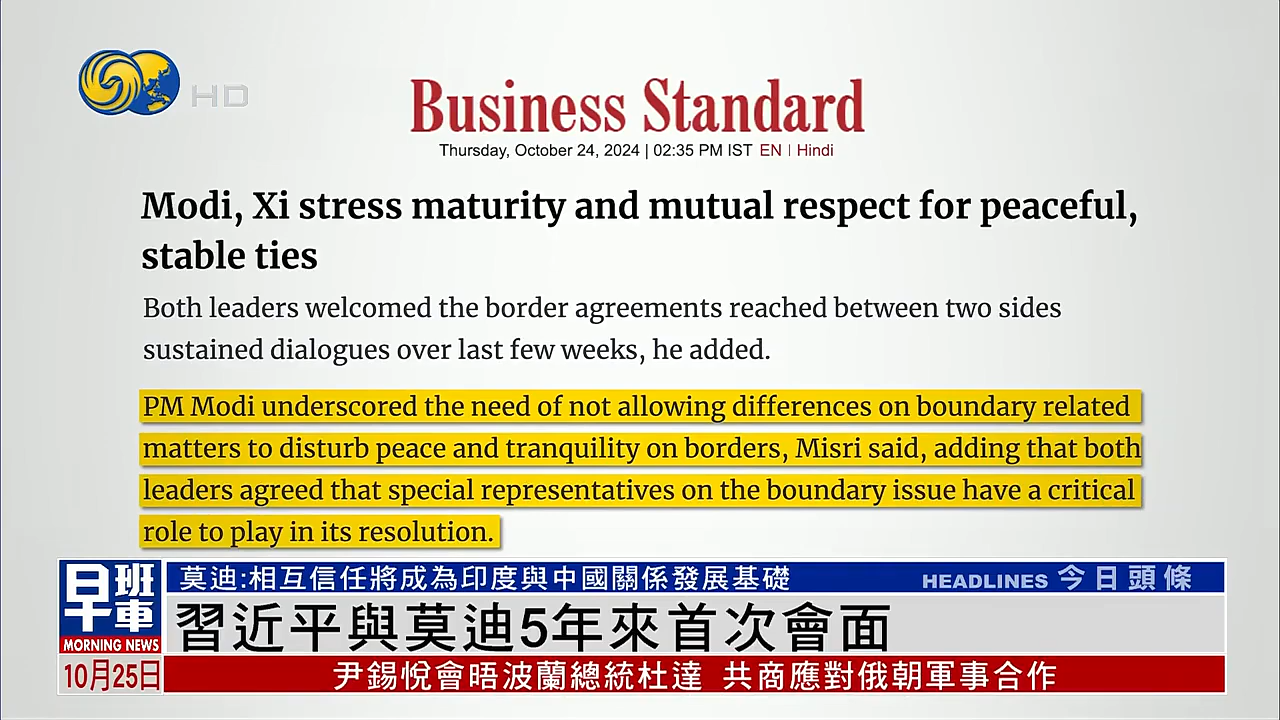 HD
Business Standard
Thursday, October 24, 2024 | 02:35 PM IST EN | Hindi
Modi, Xi stress maturity and mutual respect for peaceful,
stable ties
Both leaders welcomed the border agreements reached between two sides
sustained dialogues over last few weeks, he added.
PM Modi underscored the need of not allowing differences on boundary related
matters to disturb peace and tranquility on borders, Misri said, adding that both
leaders agreed that special representatives on the boundary issue have a critical
role to play in its resolution.
早班車
MORNING NEWS
莫迪:相互信任將成為印度與中國關係發展基礎
HEADLINES 今日頭條
習近平與莫迪5年來首次會面
10月25日
尹錫悅會晤波蘭總統杜達 共商應對俄朝軍事合作